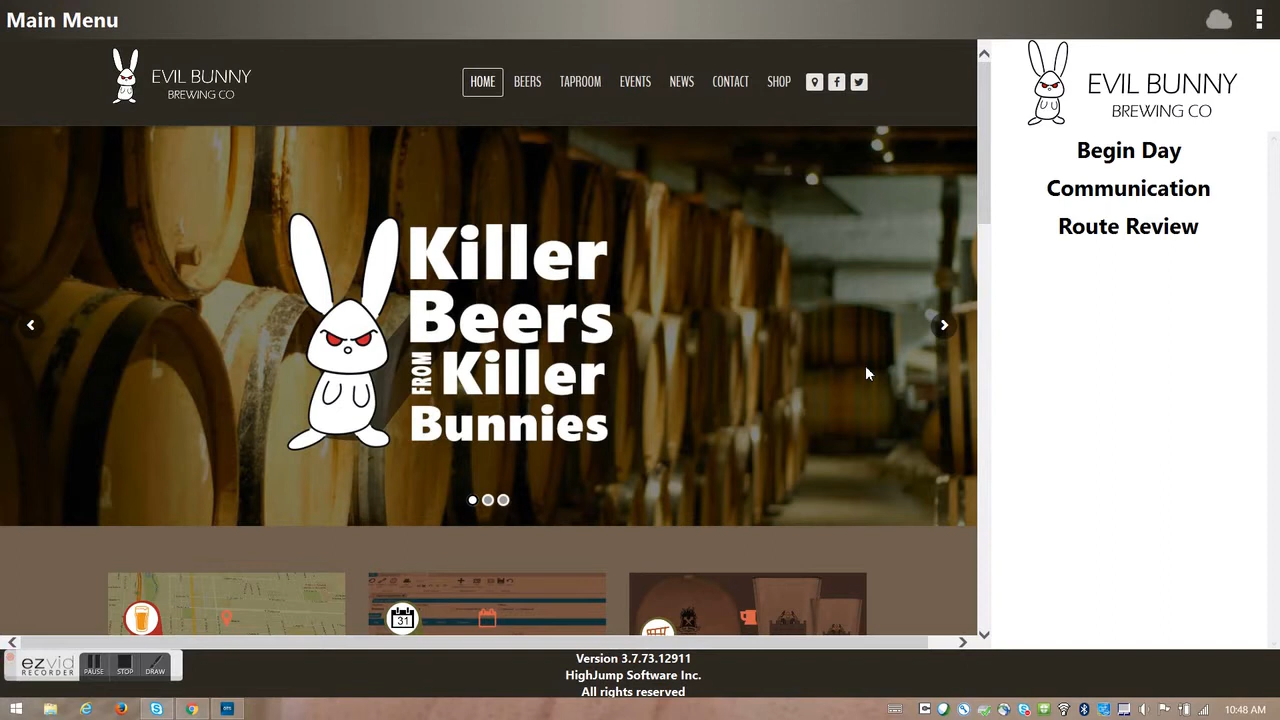 Main Menu
EVIL BUNNY
BREWING CO
HOME
BEERS
TAPROOM
EVENTS
NEWS
CONTACT
SHOP
Killer
Beers
FROM Killer
Bunnies
31
EVIL BUNNY
BREWING CO
Begin Day
Communication
Route Review
ezvid
RECORDER
PAUSE
STOP
DRAW
Version 3.7.73.12911
HighJump Software Inc.
All rights reserved
10:48 AM